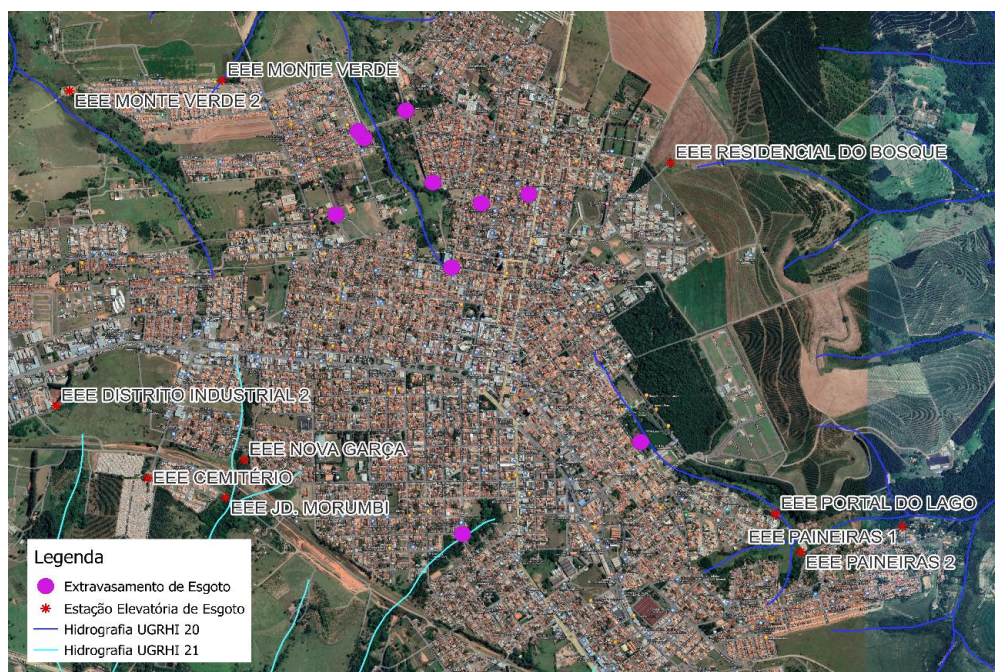 EEE MONTE VERDE
EEE MONTE VERDE 2
EEE RESIDENCIAL DO BOSQUE
EEE DISTRITO INDUSTRIAL 2
EEE NOVA GARÇA
EEE CEMITÉRIO
EEE JD. MORUMBI
EEE PORTAL DO LAGO
EEE PAINEIRAS 1
EEE PAINEIRAS 2
Legenda
Extravasamento de Esgoto
Estação Elevatória de Esgoto
Hidrografia UGRHI 20
Hidrografia UGRHI 21